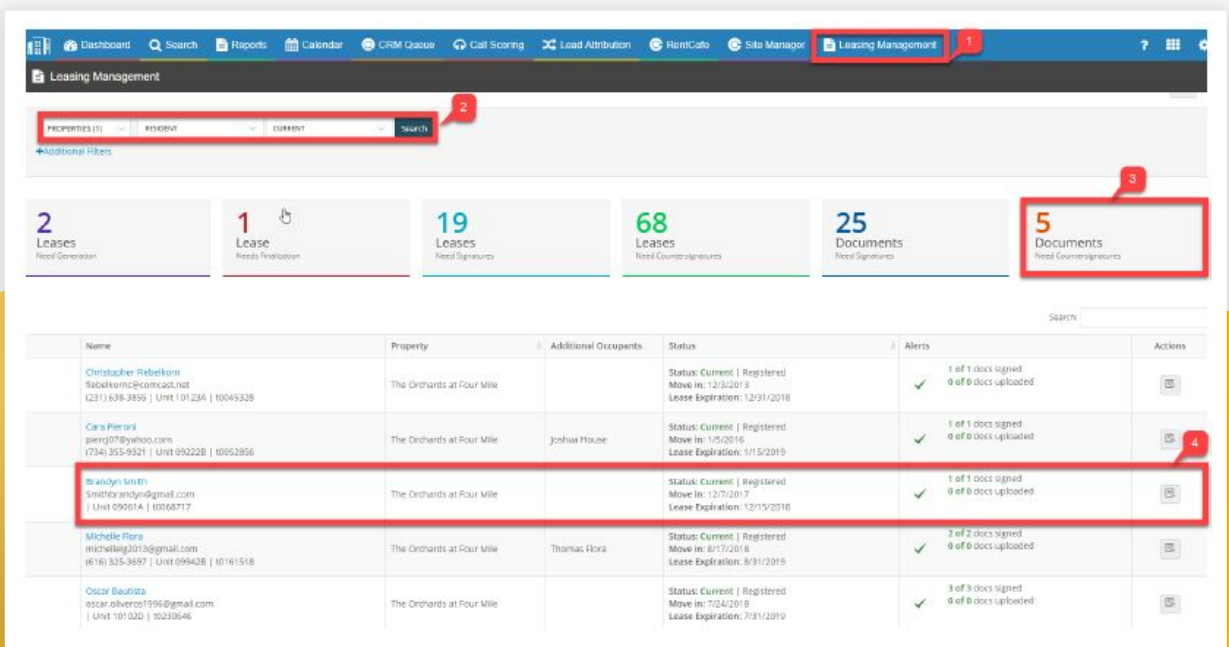 Dashboard Search Reports Calendar CRM Queue Call Scoring Lead Attribution RentCafe Site Manager Leasing Management 1 ?
Leasing Management
2
PROPERTIES (1) RESIDENT CURRENT Search
+Additional Filters
3
2 1 19 68 25 5
Leases Lease Leases Leases Documents Documents
Need Generation Needs Finalization Need Signatures Need Countersignatures Need Signatures Need Countersignatures
Search:
Name Property Additional Occupants Status Alerts Actions
Christopher Fiebelkorn Status: Current | Registered 1 of 1 docs signed
fiebelkornc@comcast.net The Orchards at Four Mile Move in: 12/3/2013 0 of 0 docs uploaded
(231) 638-3855 | Unit 10123A | t0045328 Lease Expiration: 12/31/2018
Cara Pieroni Status: Current | Registered 1 of 1 docs signed
piercj07@yahoo.com The Orchards at Four Mile Joshua House Move in: 1/5/2016 0 of 0 docs uploaded
(734) 355-9321 | Unit 09222B | t0052856 Lease Expiration: 1/15/2019
4
Brandyn Smith Status: Current | Registered 1 of 1 docs signed
Smithbrandyn@gmail.com The Orchards at Four Mile Move in: 12/7/2017 0 of 0 docs uploaded
| Unit 09061A | t0068717 Lease Expiration: 12/15/2018
Michelle Flora Status: Current | Registered 2 of 2 docs signed
michellelg2013@gmail.com The Orchards at Four Mile Thomas Flora Move in: 8/17/2018 0 of 0 docs uploaded
(616) 325-3697 | Unit 09942B | t0161518 Lease Expiration: 8/31/2019
Oscar Bautista Status: Current | Registered 3 of 3 docs signed
oscar.oliveros1996@gmail.com The Orchards at Four Mile Move in: 7/24/2018 0 of 0 docs uploaded
| Unit 10102D | t0230646 Lease Expiration: 7/31/2019